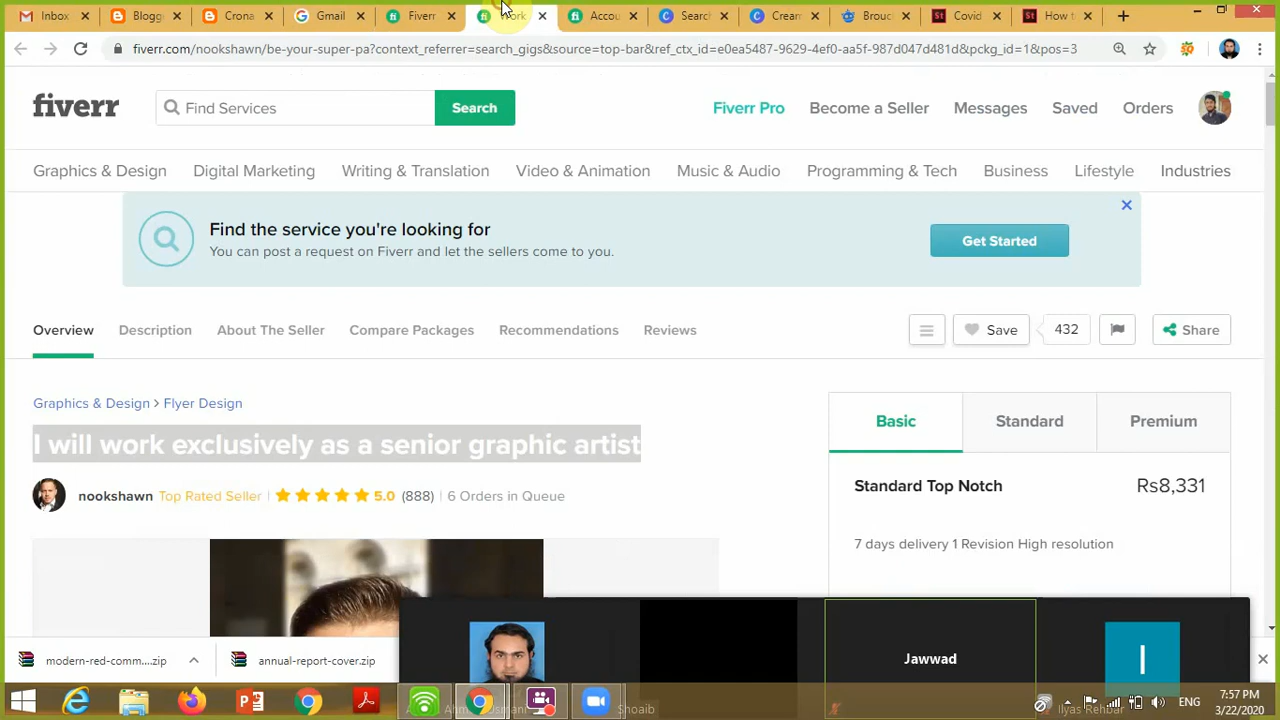 Inbox
Blogg
Crona
Gmail
Fiverr
Work
Accou
Search
Cream
Brouc
Covid
How t
fiverr.com/nookshawn/be-your-super-pa?context_referrer=search_gigs&source=top-bar&ref_ctx_id=e0ea5487-9629-4ef0-aa5f-987d047d481d&pckg_id=1&pos=3
fiverr
Find Services
Search
Fiverr Pro
Become a Seller
Messages
Saved
Orders
Graphics & Design
Digital Marketing
Writing & Translation
Video & Animation
Music & Audio
Programming & Tech
Business
Lifestyle
Industries
Find the service you're looking for
You can post a request on Fiverr and let the sellers come to you.
Get Started
Overview
Description
About The Seller
Compare Packages
Recommendations
Reviews
Save
432
Share
Graphics & Design > Flyer Design
I will work exclusively as a senior graphic artist
nookshawn Top Rated Seller 5.0 (888) 6 Orders in Queue
Basic
Standard
Premium
Standard Top Notch
Rs8,331
7 days delivery 1 Revision High resolution
Jawwad
I
modern-red-comm....zip
annual-report-cover.zip
Shoaib
Ilyas Rehbar
ENG
7:57 PM
3/22/2020